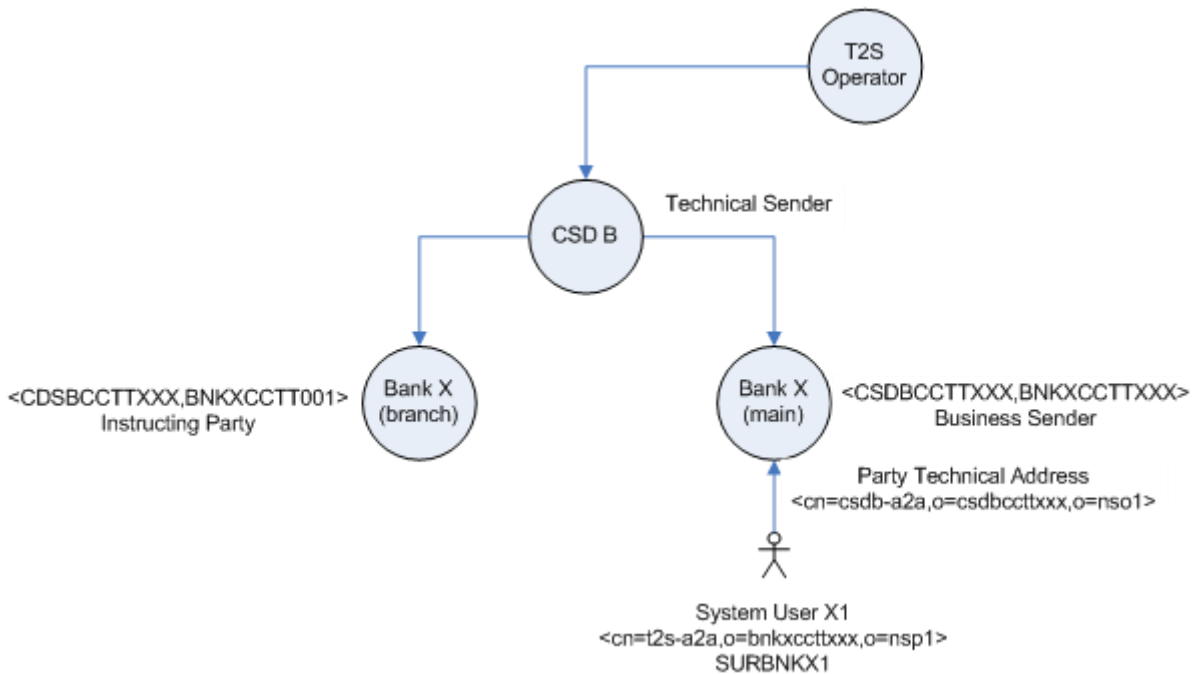 T2S
Operator
Technical Sender
CSD B
<CDSBCCTTXXX,BNKXCCTT001>
Instructing Party
Bank X
(branch)
Bank X
(main)
<CSDBCCTTXXX,BNKXCCTTXXX>
Business Sender
Party Technical Address
<cn=csdb-a2a,o=csdbccttxxx,o=nso1>
System User X1
<cn=t2s-a2a,o=bnkxccttxxx,o=nsp1>
SURBNKX1